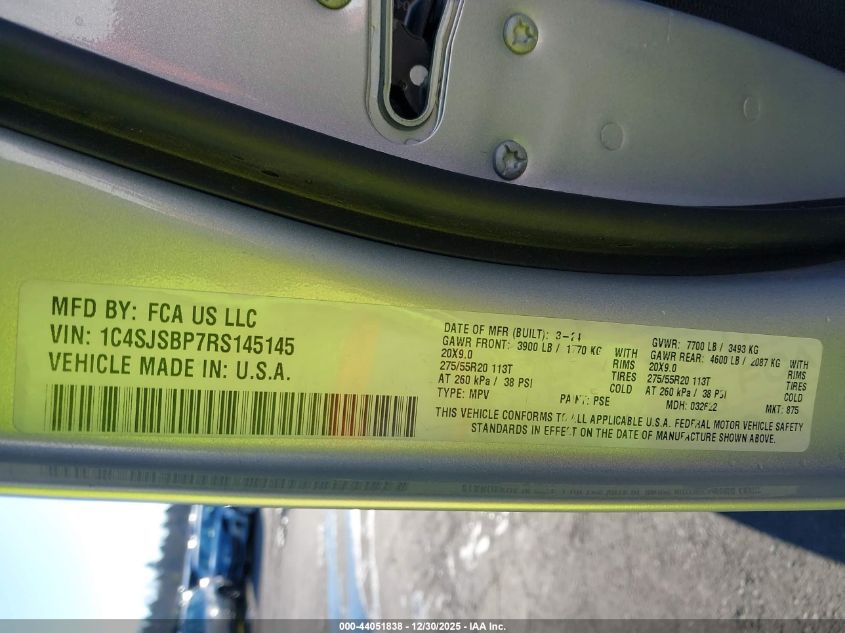 MFD BY: FCA US LLC
VIN: 1C4SJSBP7RS145145
VEHICLE MADE IN: U.S.A.
DATE OF MFR (BUILT):
GAWR FRONT: 3900 LB / KG WITH
20X9.0 RIMS
275/55R20 113T TIRES
AT 260 kPa / 38 PSI COLD
TYPE: MPV PAINT: PSE
GVWR: 7700 LB / 3493 KG
GAWR REAR: 4600 LB / 2087 KG WITH
20X9.0 RIMS
275/55R20 113T TIRES
AT 260 kPa / 38 PSI COLD
MDH: MKT: 875
THIS VEHICLE CONFORMS TO ALL APPLICABLE U.S.A. FEDERAL MOTOR VEHICLE SAFETY
STANDARDS IN EFFECT ON THE DATE OF MANUFACTURE SHOWN ABOVE.
000-44051838 - 12/30/2025 - IAA Inc.